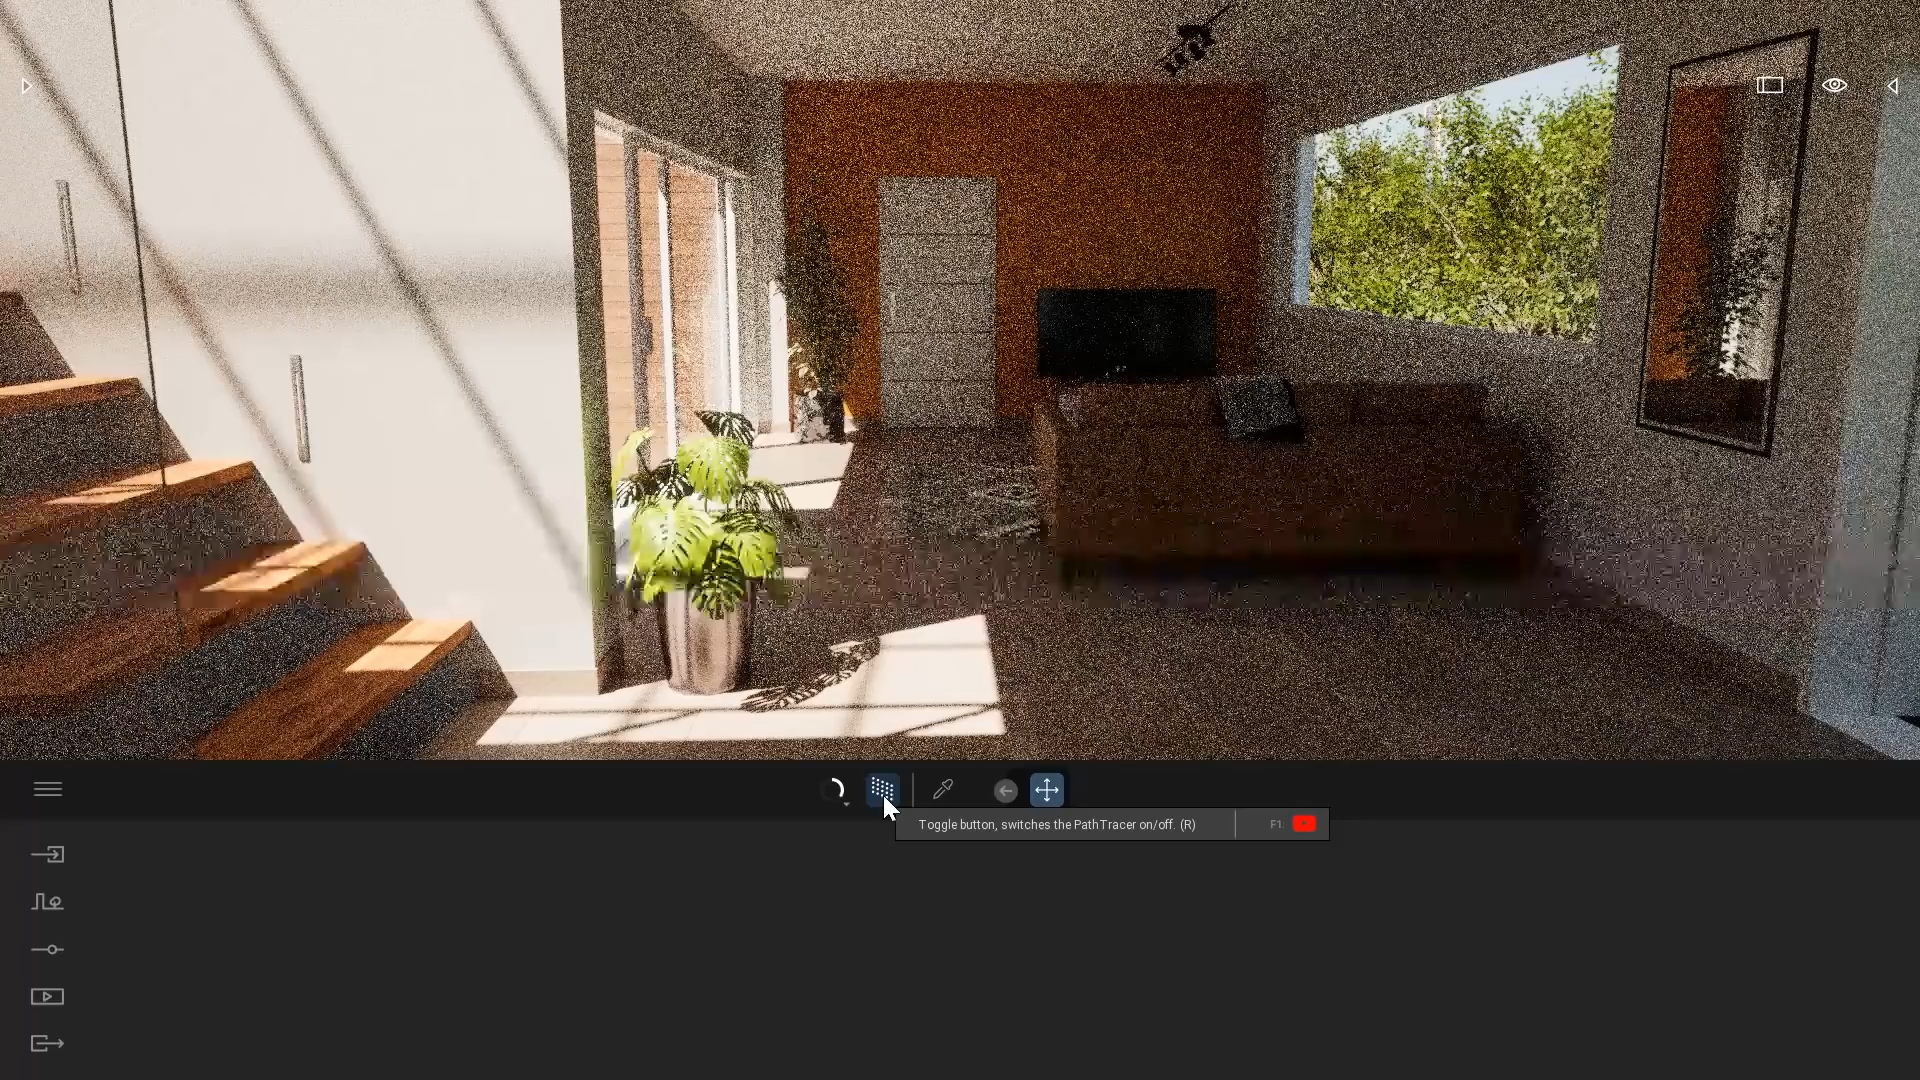 Toggle button, switches the PathTracer on/off. (R)
F1: